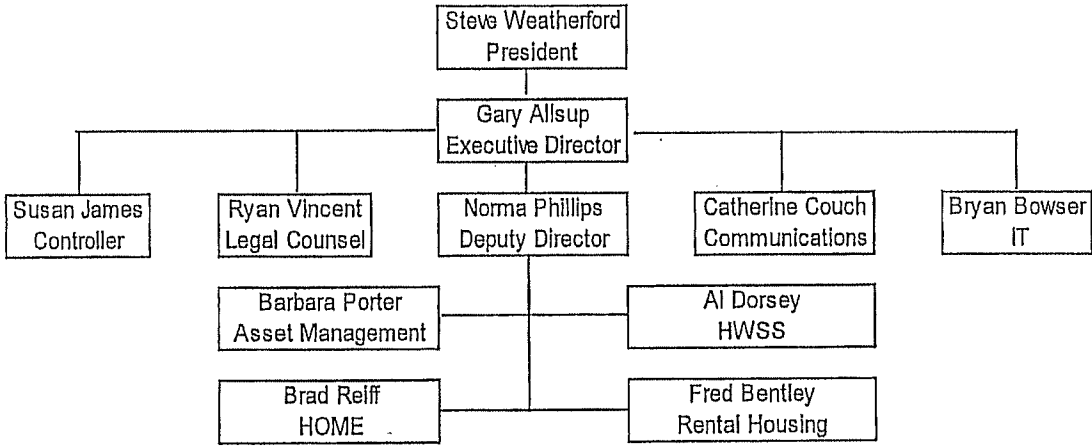 Steve Weatherford
President
Gary Allsup
Executive Director
Susan James
Controller
Ryan Vincent
Legal Counsel
Norma Phillips
Deputy Director
Catherine Couch
Communications
Bryan Bowser
IT
Barbara Porter
Asset Management
Al Dorsey
HWSS
Brad Reiff
HOME
Fred Bentley
Rental Housing